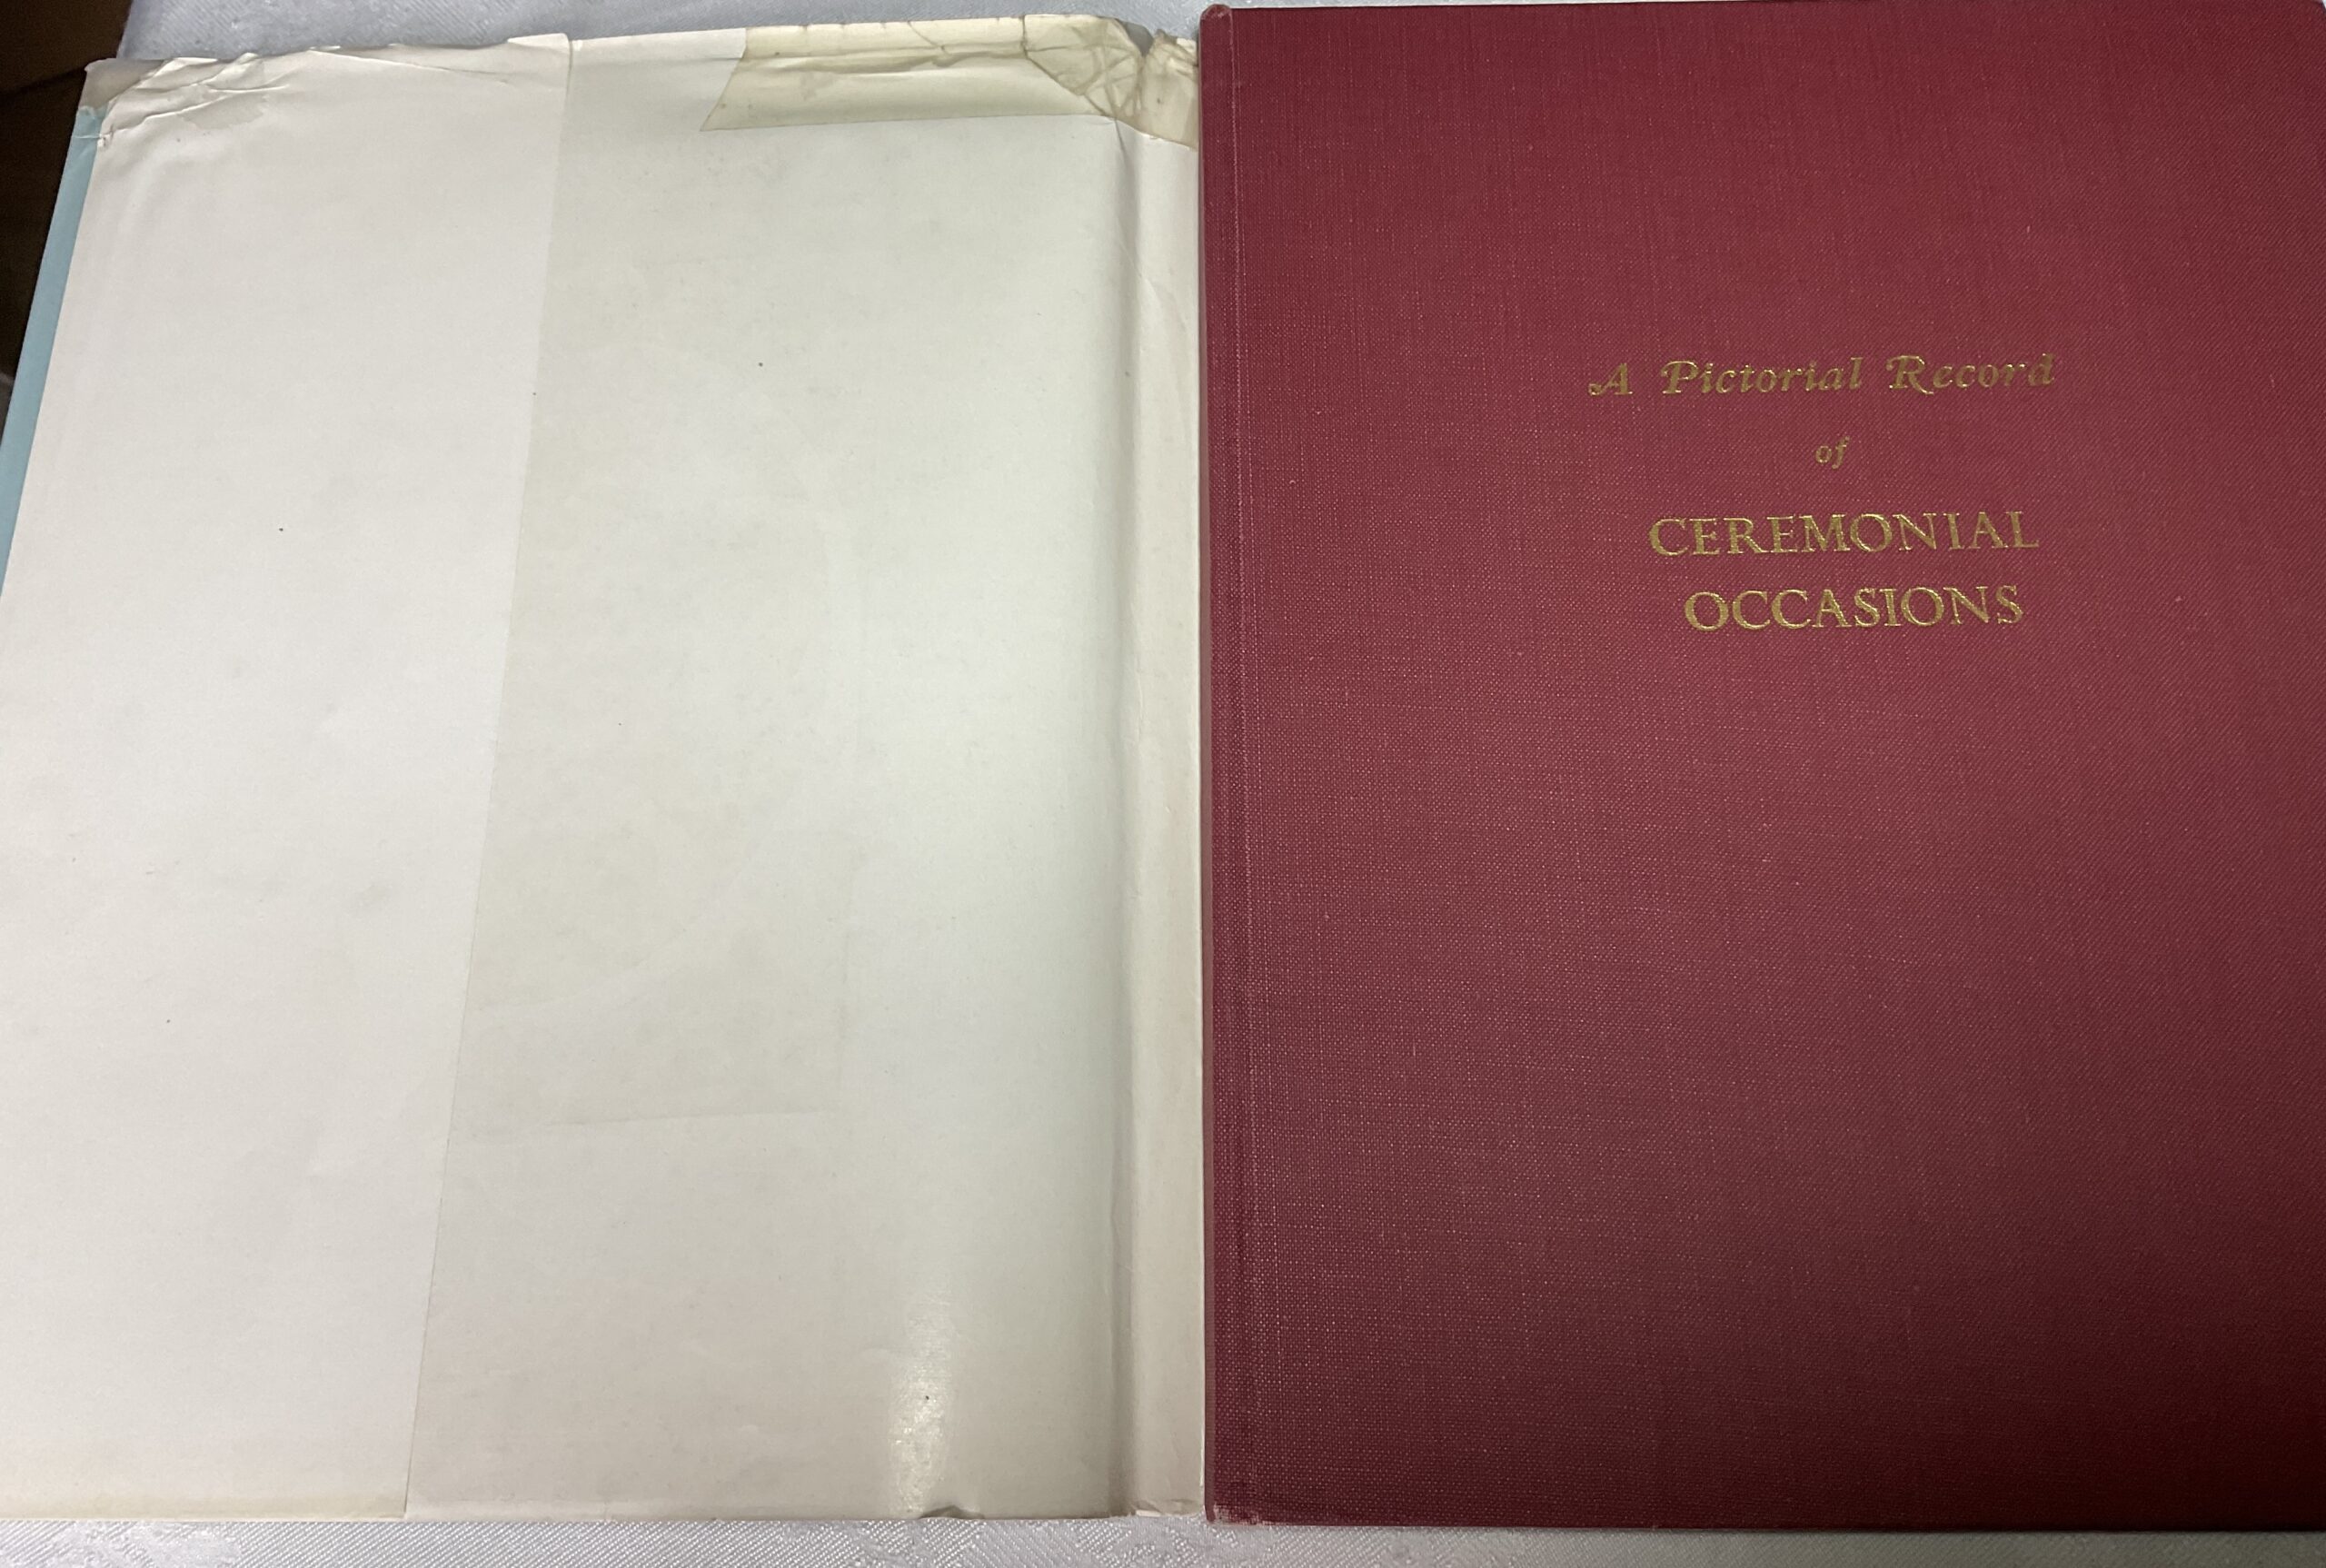 A Pictorial Record
of
CEREMONIAL
OCCASIONS